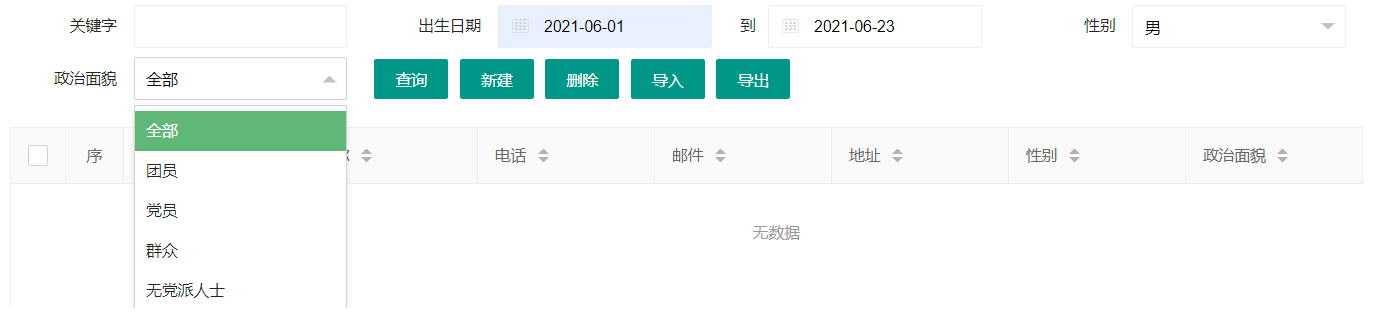 关键字 出生日期 2021-06-01 到 2021-06-23 性别 男
政治面貌 全部 查询 新建 删除 导入 导出
全部
序 电话 邮件 地址 性别 政治面貌
团员
党员
无数据
群众
无党派人士